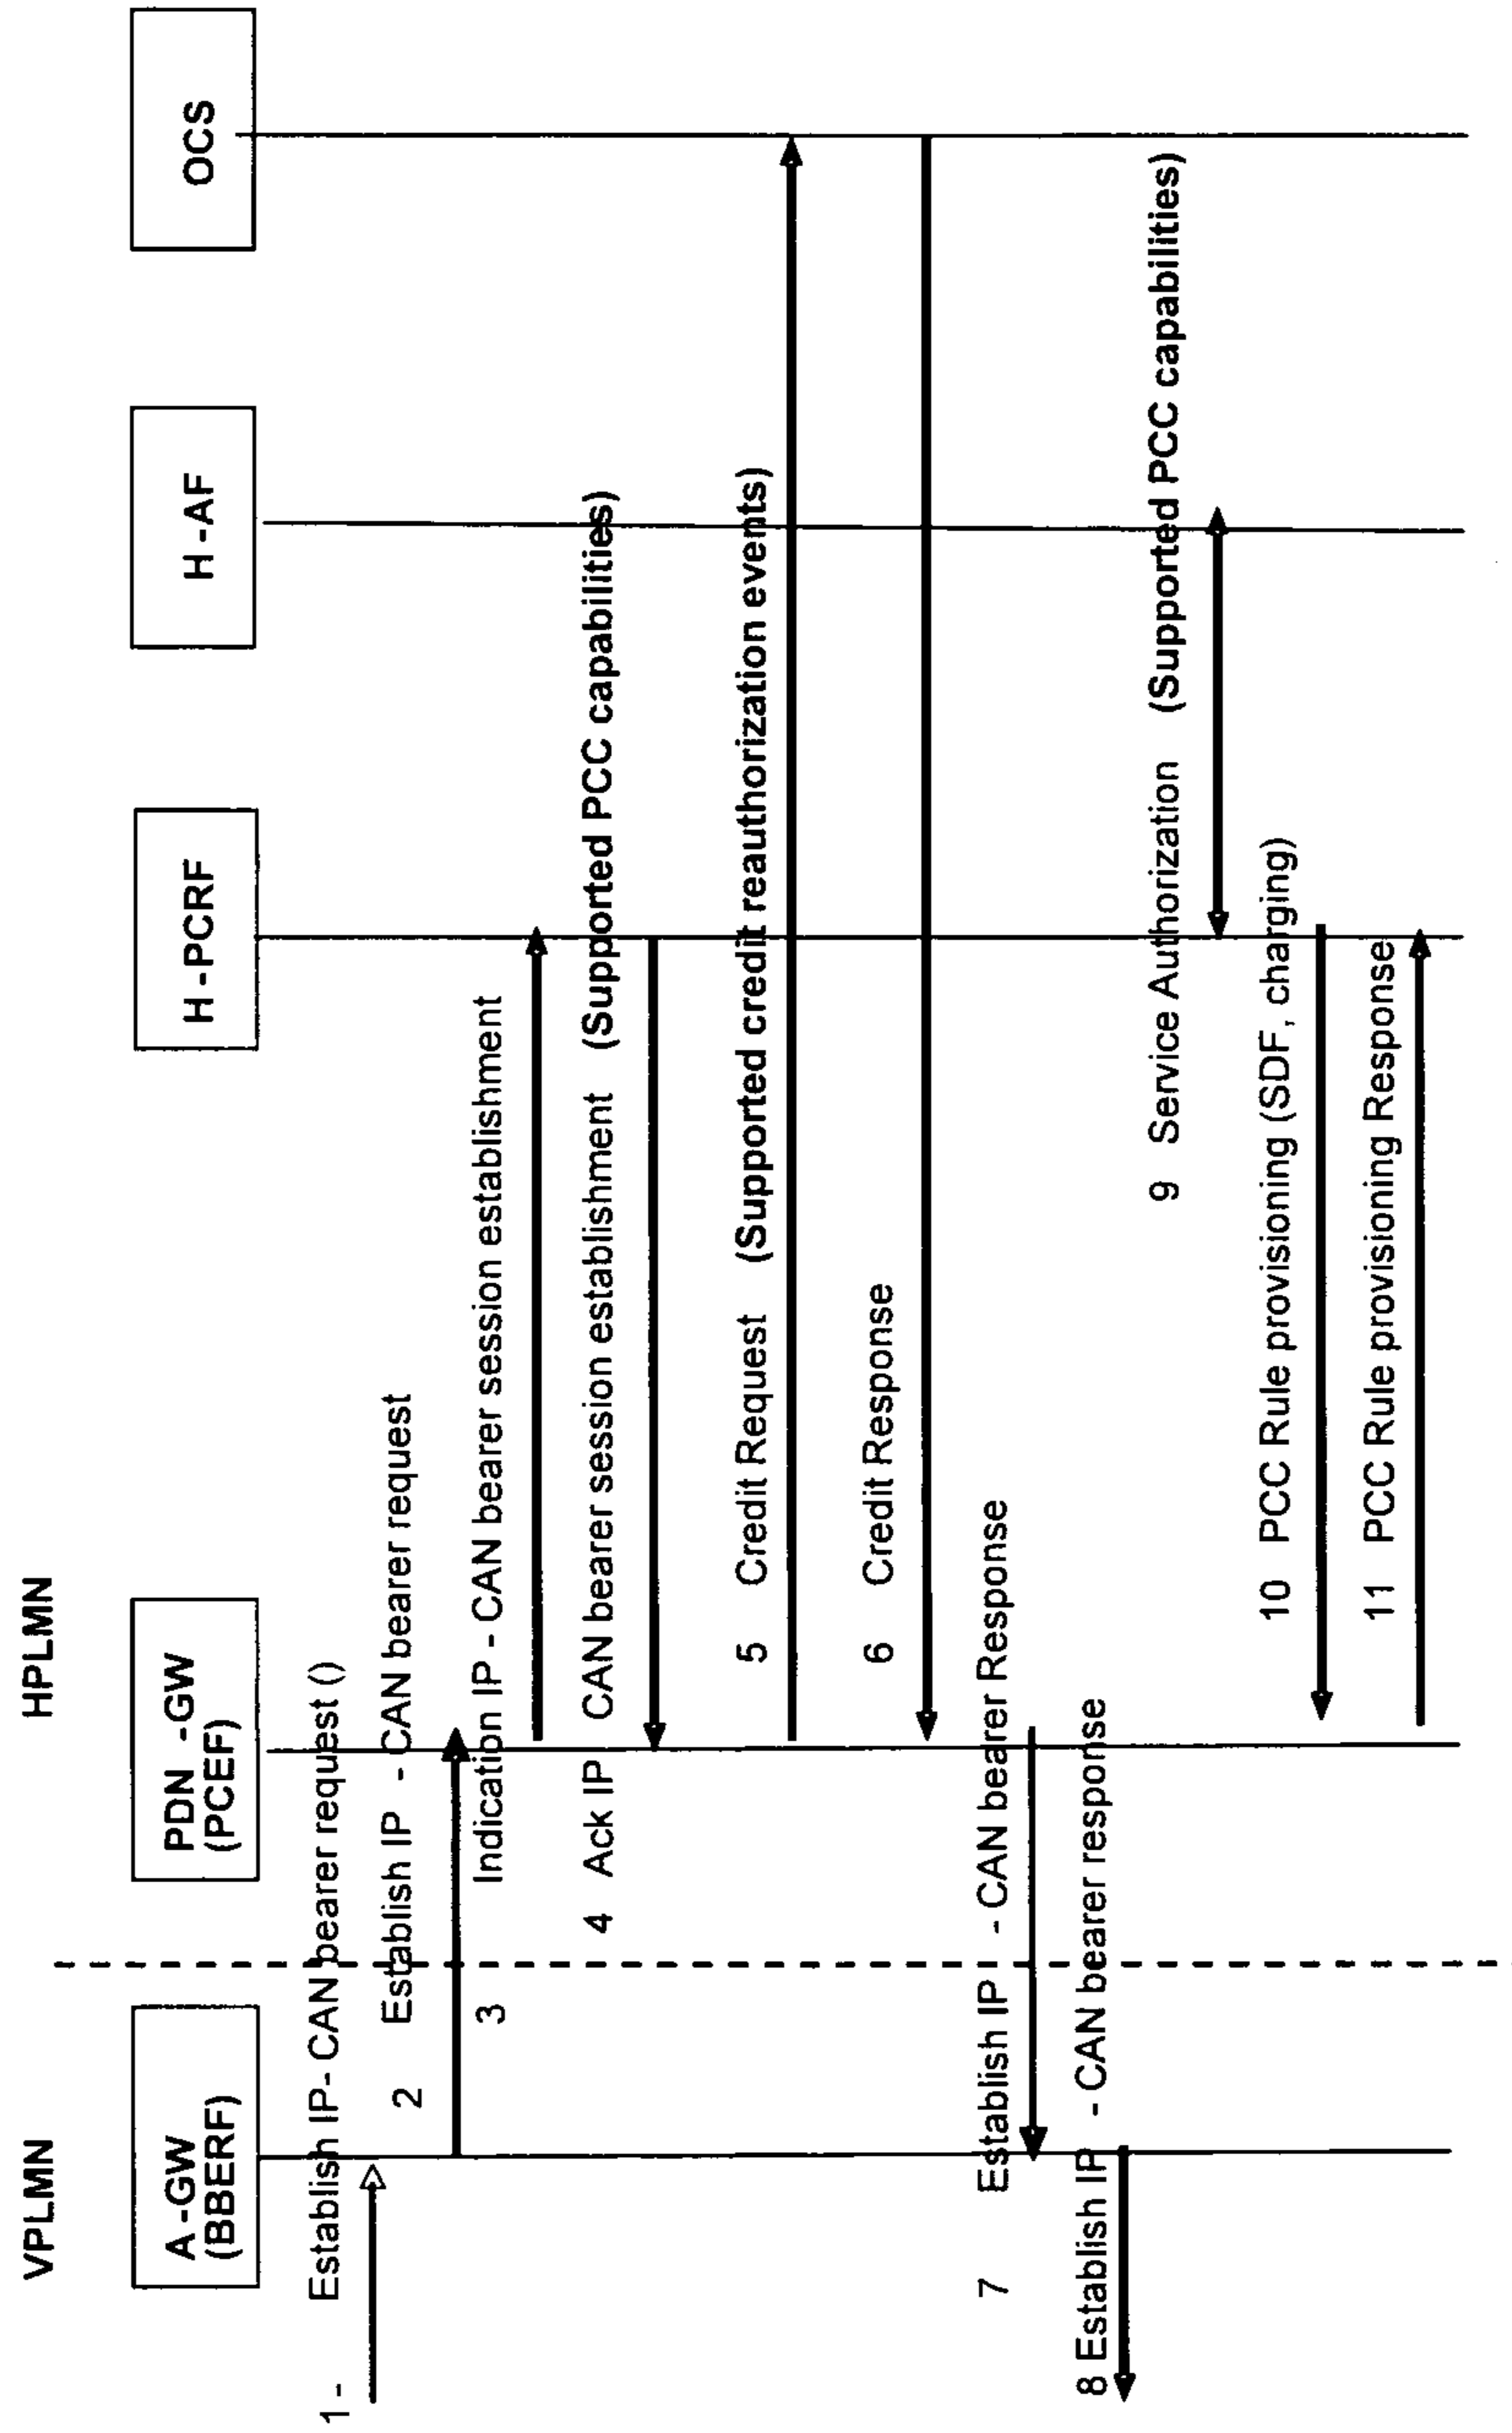 VPLMN
HPLMN
A-GW
(BBERF)
PDN -GW
(PCEF)
H-PCRF
H-AF
OCS
1 - Establish IP- CAN bearer request ()
2 Establish IP - CAN bearer request
3 Indication IP - CAN bearer session establishment
4 Ack IP CAN bearer session establishment (Supported PCC capabilities)
5 Credit Request (Supported credit reauthorization events)
6 Credit Response
7 Establish IP - CAN bearer Response
8 Establish IP - CAN bearer response
9 Service Authorization (Supported PCC capabilities)
10 PCC Rule provisioning (SDF, charging)
11 PCC Rule provisioning Response